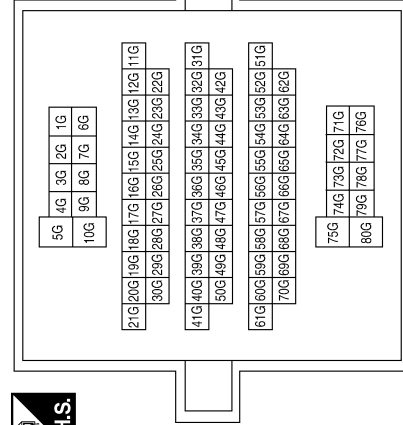 H.S.
5G 4G 3G 2G 1G
10G 9G 8G 7G 6G
21G 20G 19G 18G 17G 16G 15G 14G 13G 12G 11G
30G 29G 28G 27G 26G 25G 24G 23G 22G
41G 40G 39G 38G 37G 36G 35G 34G 33G 32G 31G
50G 49G 48G 47G 46G 45G 44G 43G 42G
61G 60G 59G 58G 57G 56G 55G 54G 53G 52G 51G
70G 69G 68G 67G 66G 65G 64G 63G 62G
75G 74G 73G 72G 71G
80G 79G 78G 77G 76G